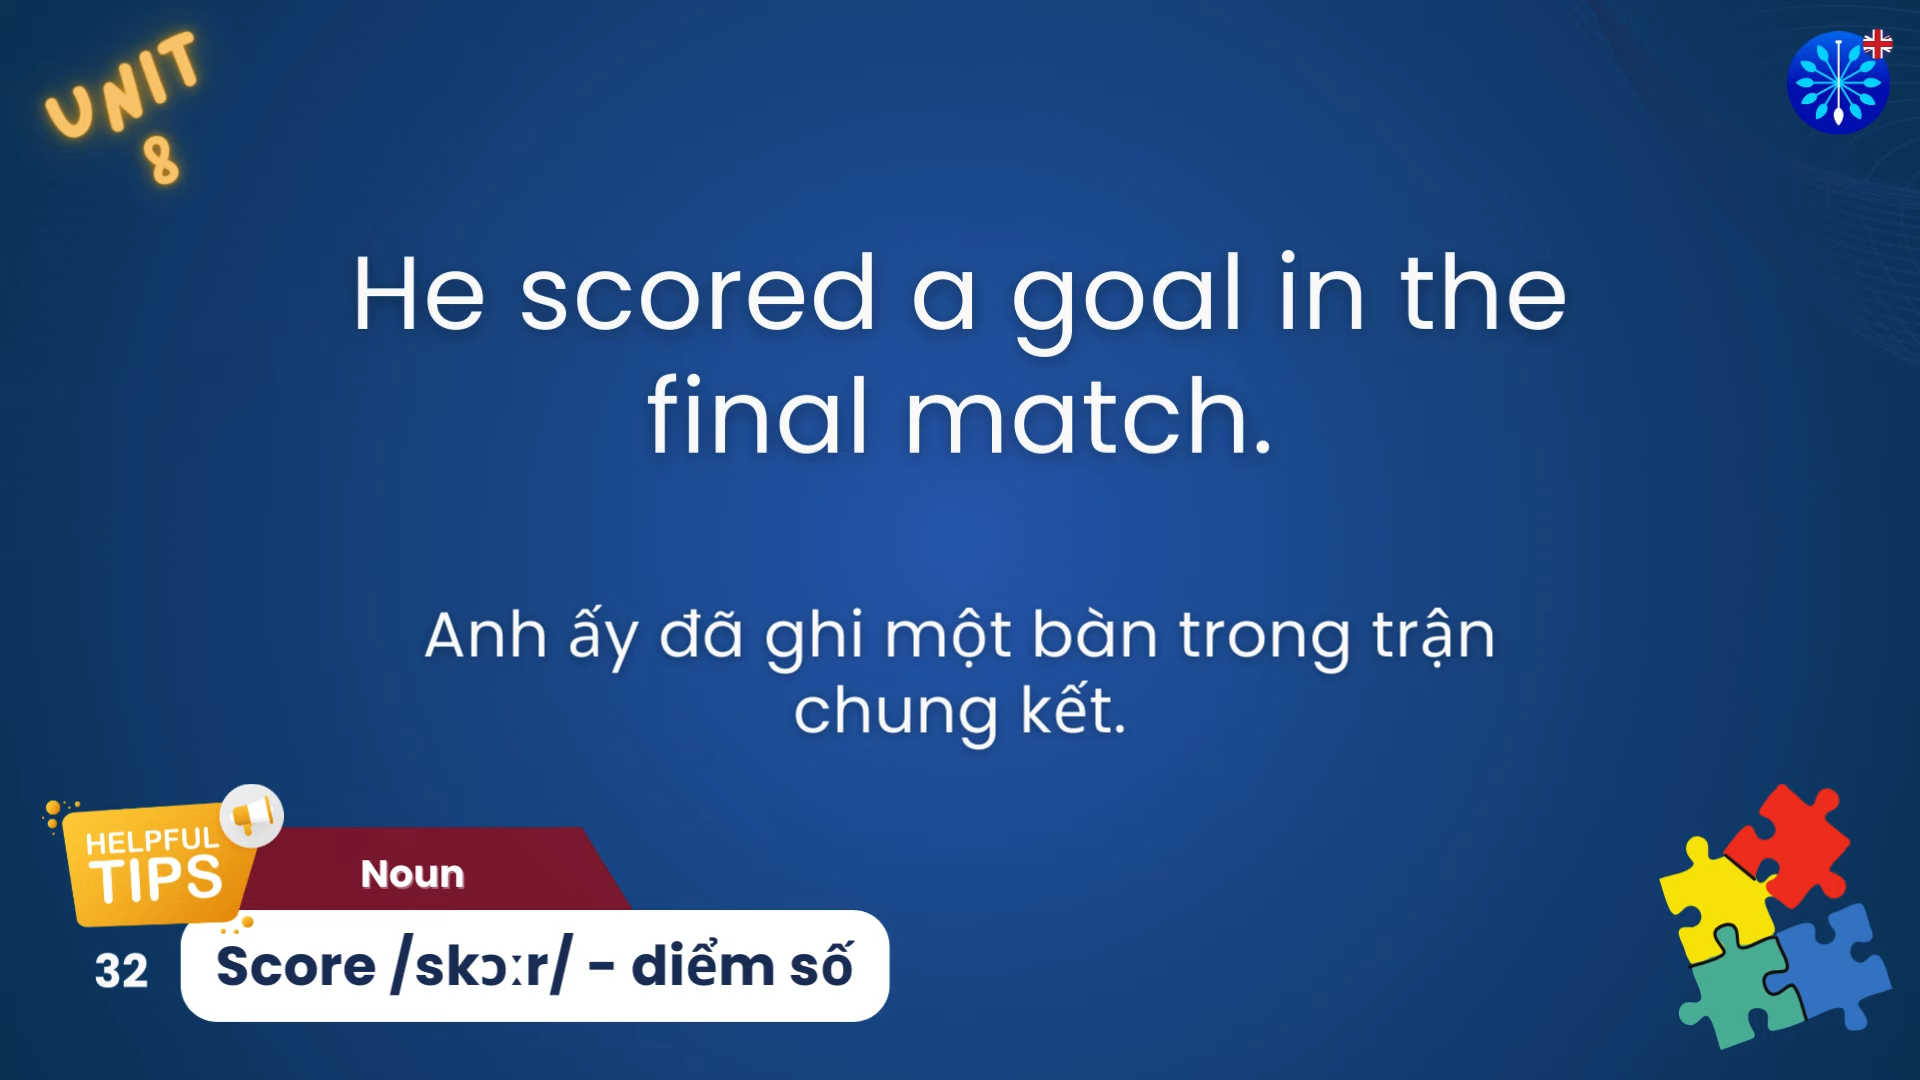 UNIT
8
He scored a goal in the
final match.
Anh ấy đã ghi một bàn trong trận
chung kết.
HELPFUL
TIPS
Noun
32
Score /skɔːr/ - diểm số